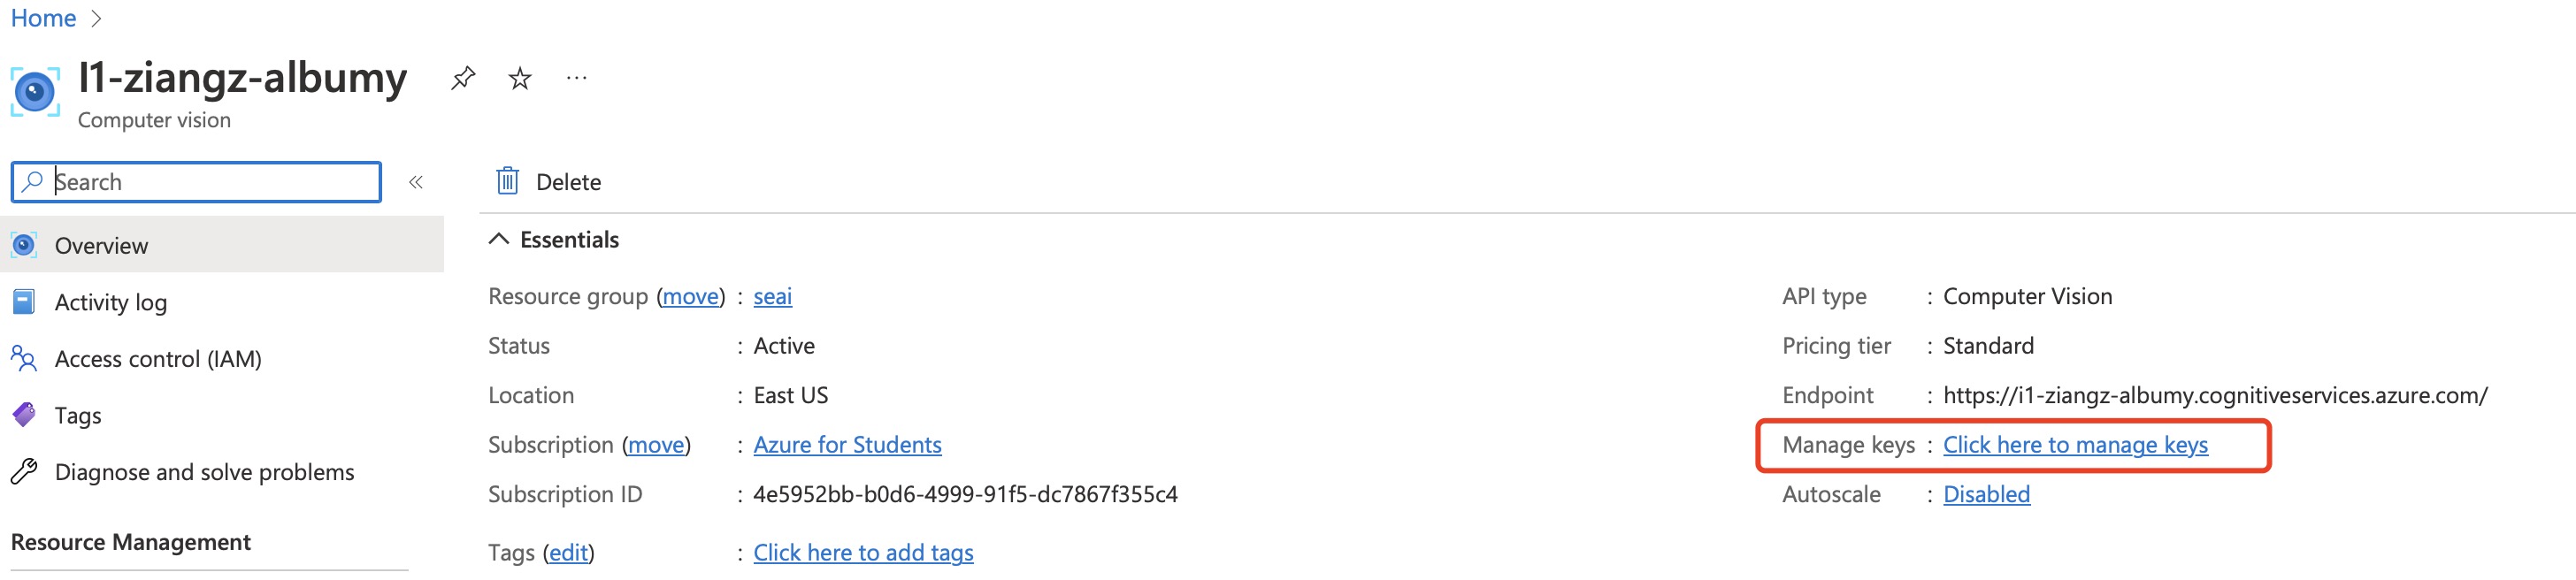 Home
I1-ziangz-albumy
Computer vision
Search
Delete
Overview
Activity log
Access control (IAM)
Tags
Diagnose and solve problems
Resource Management
Essentials
Resource group (move) : seai
Status : Active
Location : East US
Subscription (move) : Azure for Students
Subscription ID : 4e5952bb-b0d6-4999-91f5-dc7867f355c4
Tags (edit) : Click here to add tags
API type : Computer Vision
Pricing tier : Standard
Endpoint : https://i1-ziangz-albumy.cognitiveservices.azure.com/
Manage keys : Click here to manage keys
Autoscale : Disabled